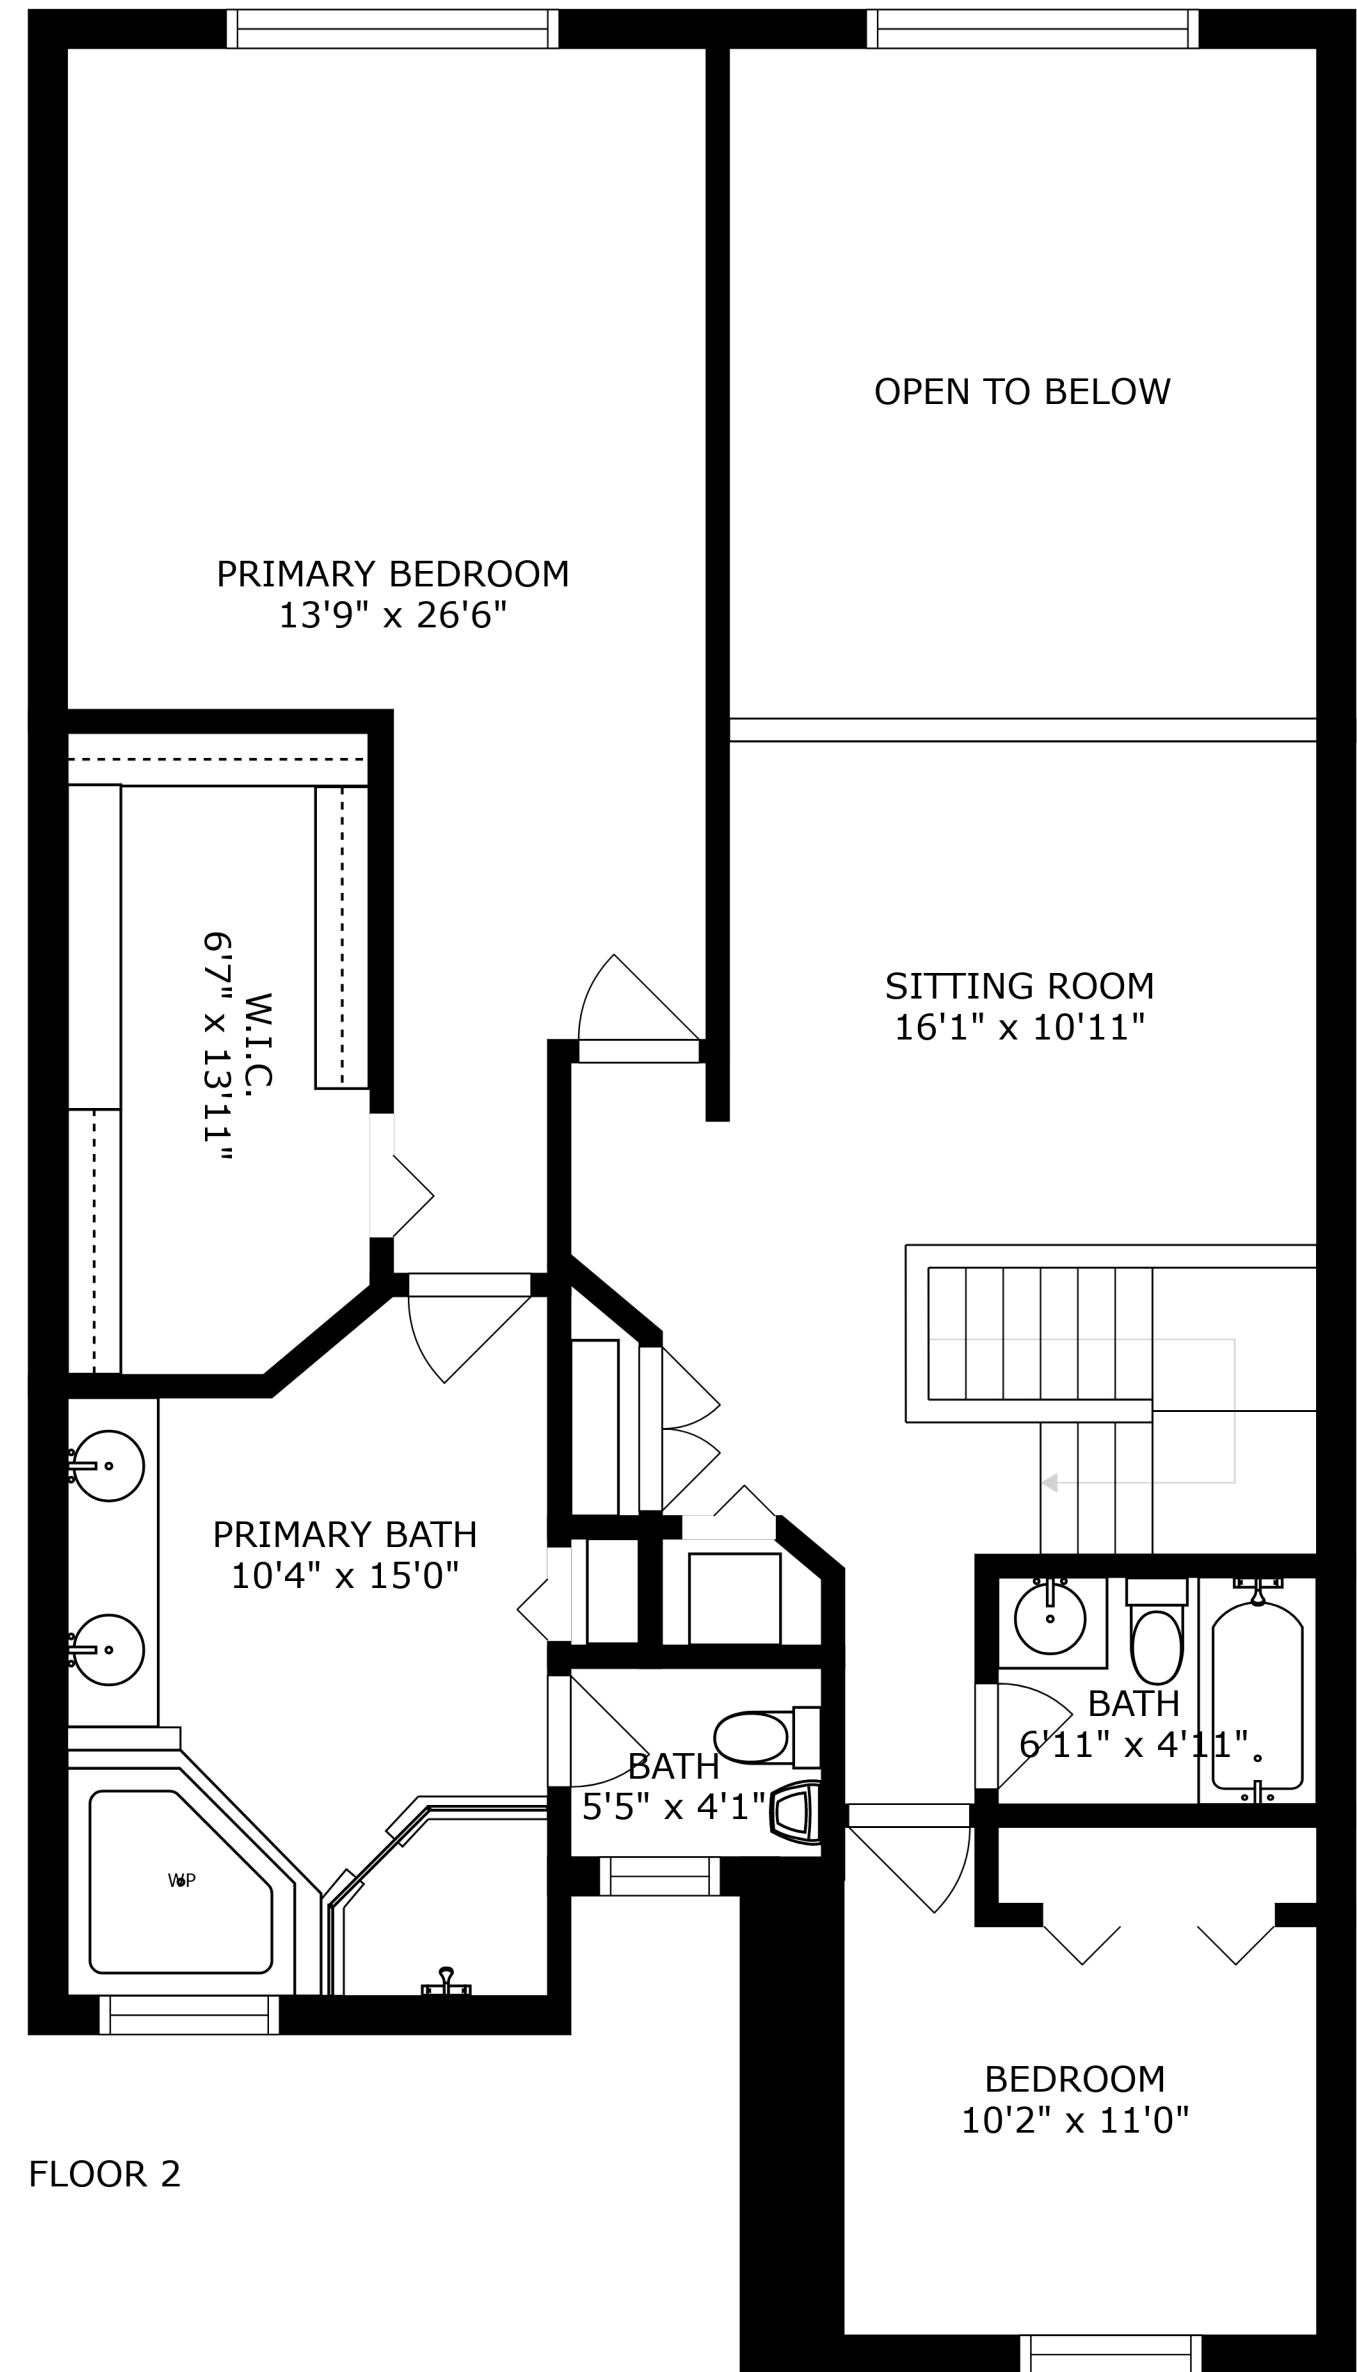 OPEN TO BELOW
PRIMARY BEDROOM
13'9" x 26'6"
W.I.C.
6'7" x 13'11"
SITTING ROOM
16'1" x 10'11"
PRIMARY BATH
10'4" x 15'0"
BATH
6'11" x 4'11"
BATH
5'5" x 4'1"
WP
BEDROOM
10'2" x 11'0"
FLOOR 2